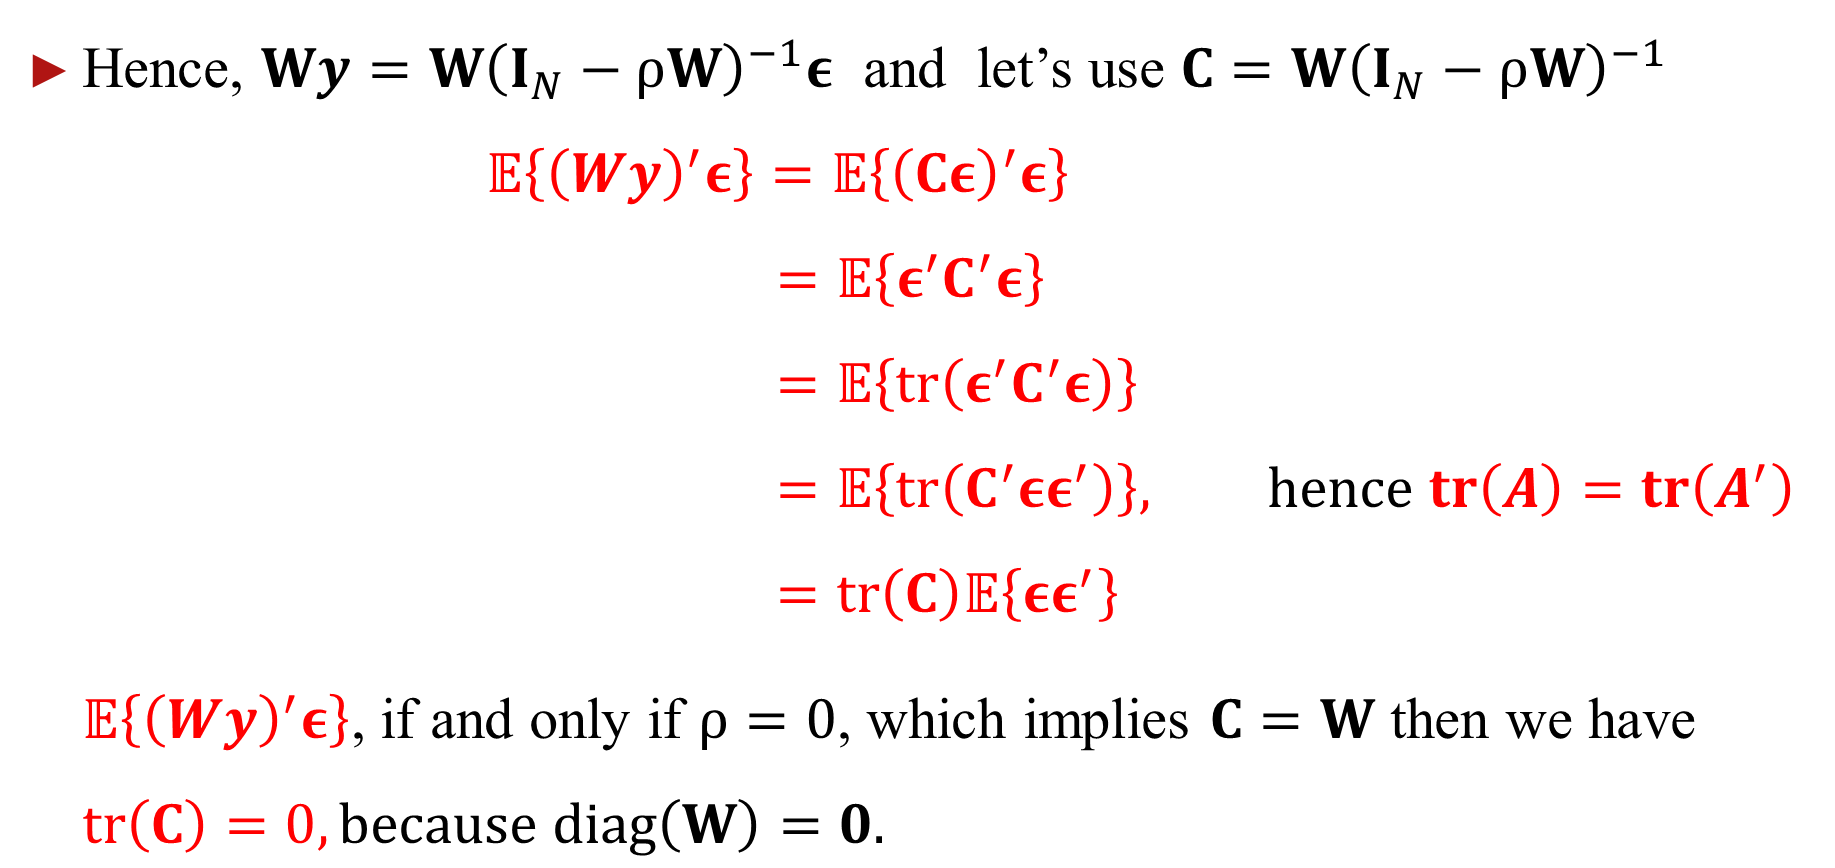 ► Hence, 𝐖𝒚 = 𝐖(𝐈_N − ρ𝐖)⁻¹𝛜 and let’s use 𝐂 = 𝐖(𝐈_N − ρ𝐖)⁻¹
𝔼{(𝑾𝒚)′𝛜} = 𝔼{(𝐂𝛜)′𝛜}
= 𝔼{𝛜′𝐂′𝛜}
= 𝔼{tr(𝛜′𝐂′𝛜)}
= 𝔼{tr(𝐂′𝛜𝛜′)}, hence 𝐭𝐫(𝑨) = 𝐭𝐫(𝑨′)
= tr(𝐂)𝔼{𝛜𝛜′}
𝔼{(𝑾𝒚)′𝛜}, if and only if ρ = 0, which implies 𝐂 = 𝐖 then we have
tr(𝐂) = 0, because diag(𝐖) = 𝟎.